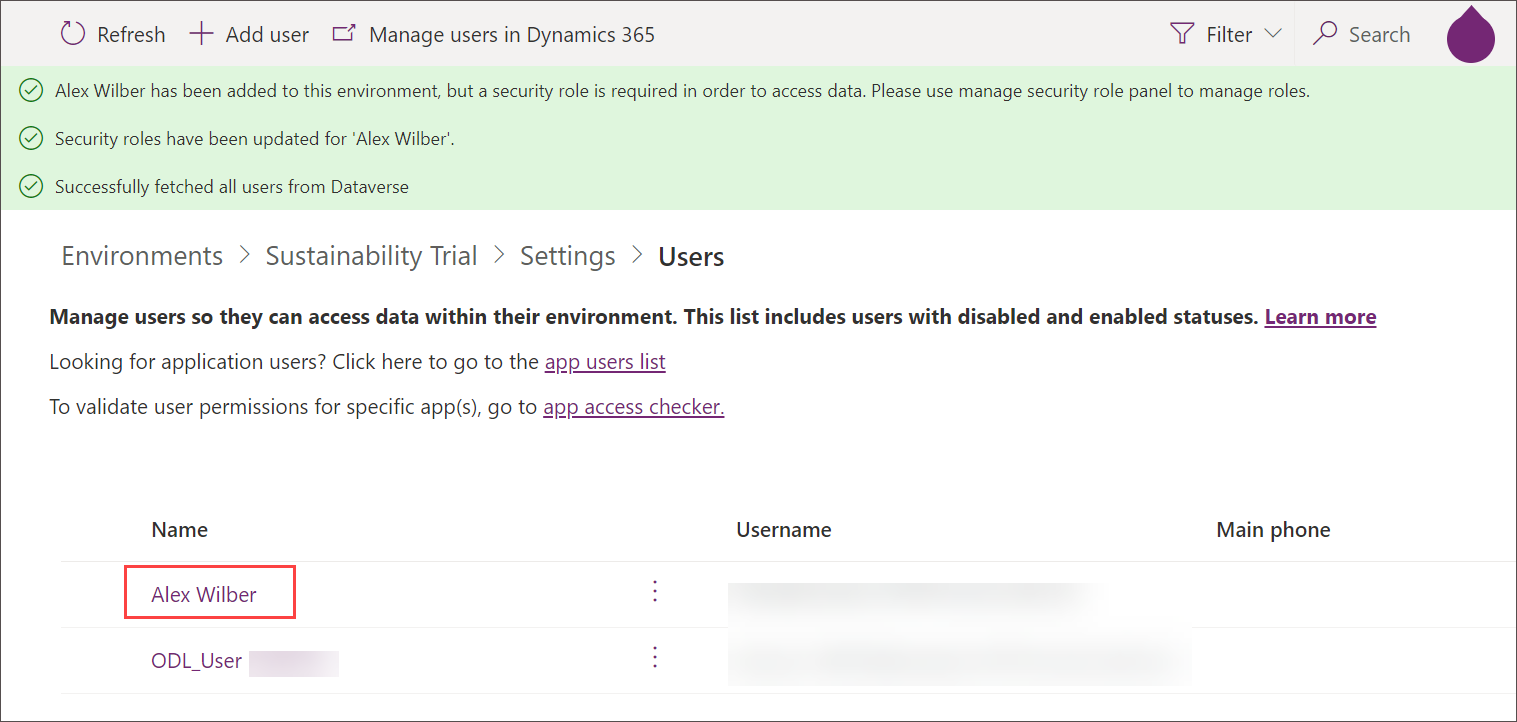 Refresh Add user Manage users in Dynamics 365 Filter Search
Alex Wilber has been added to this environment, but a security role is required in order to access data. Please use manage security role panel to manage roles.
Security roles have been updated for 'Alex Wilber'.
Successfully fetched all users from Dataverse
Environments > Sustainability Trial > Settings > Users
Manage users so they can access data within their environment. This list includes users with disabled and enabled statuses. Learn more
Looking for application users? Click here to go to the app users list
To validate user permissions for specific app(s), go to app access checker.
Name Username Main phone
Alex Wilber
ODL_User